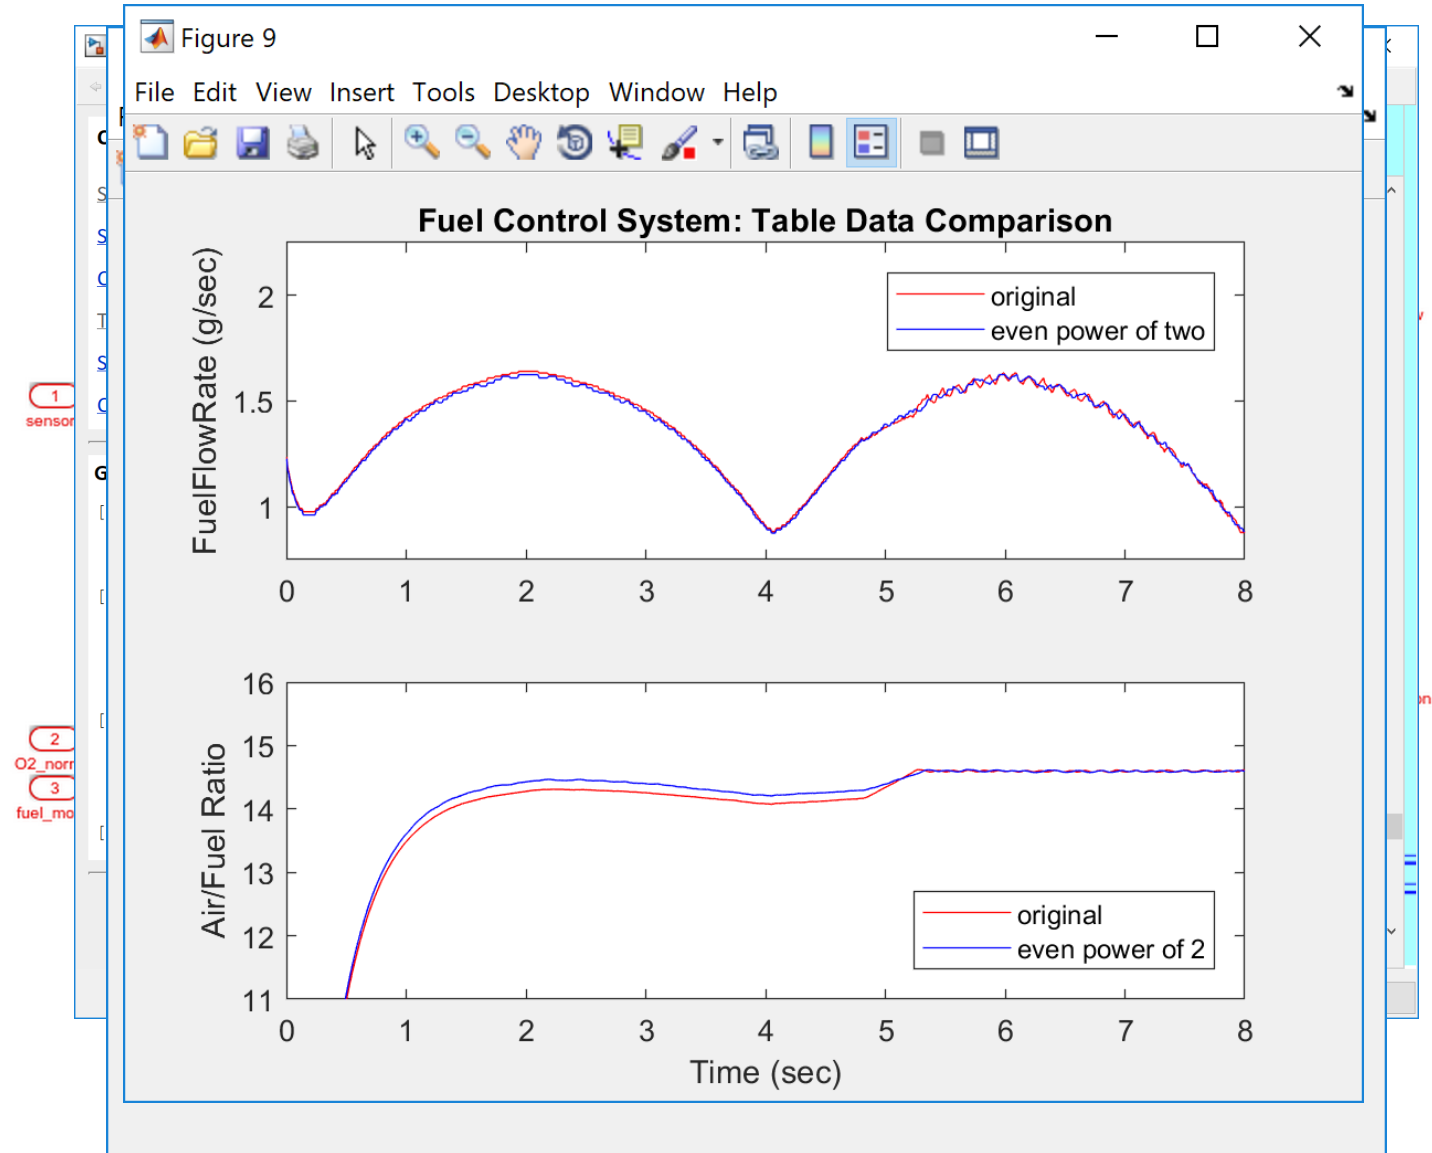 Figure 9
File Edit View Insert Tools Desktop Window Help
Fuel Control System: Table Data Comparison
FuelFlowRate (g/sec)
2
1.5
1
original
even power of two
0 1 2 3 4 5 6 7 8
Air/Fuel Ratio
16
15
14
13
12
11
original
even power of 2
0 1 2 3 4 5 6 7 8
Time (sec)
1
sensor
2
3